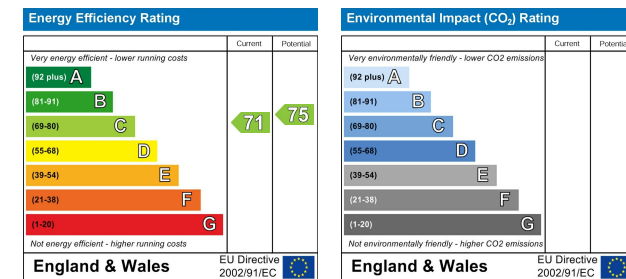 Energy Efficiency Rating
Current Potential
Very energy efficient - lower running costs
(92 plus) A
(81-91) B
(69-80) C
71 75
(55-68) D
(39-54) E
(21-38) F
(1-20) G
Not energy efficient - higher running costs
England & Wales
EU Directive
2002/91/EC
Environmental Impact (CO2) Rating
Current Potential
Very environmentally friendly - lower CO2 emissions
(92 plus) A
(81-91) B
(69-80) C
(55-68) D
(39-54) E
(21-38) F
(1-20) G
Not environmentally friendly - higher CO2 emissions
England & Wales
EU Directive
2002/91/EC